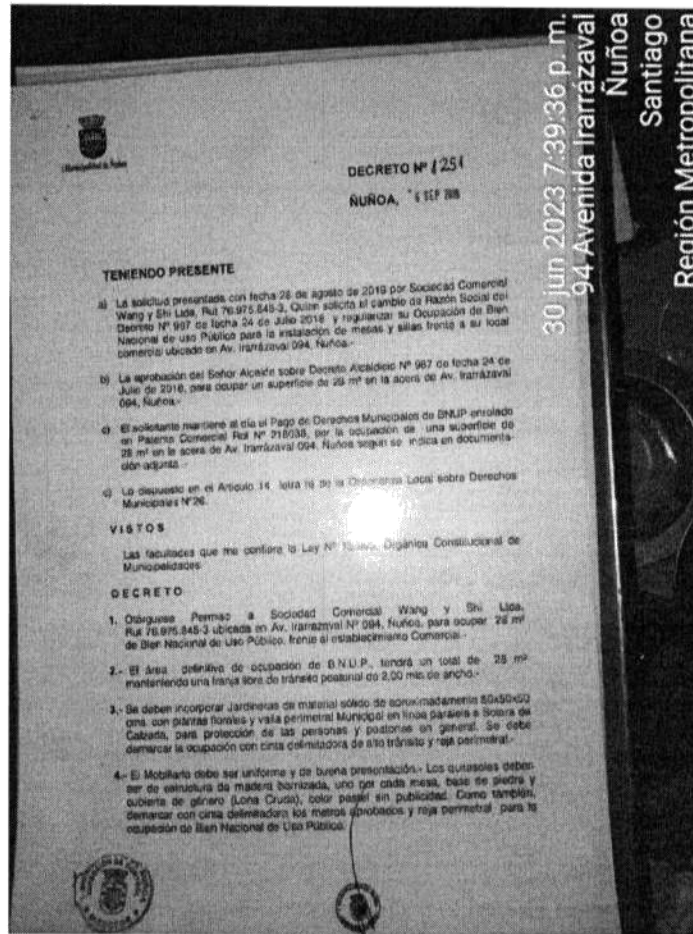 I. Municipalidad de Ñuñoa
DECRETO Nº 1251
ÑUÑOA, 6 SEP
TENIENDO PRESENTE
a) La solicitud presentada con fecha 28 de agosto de 2019 por Sociedad Comercial
Wang y Shi Ltda, Rut 76.975.845-3, Quien solicita el cambio de Razón Social del
Decreto Nº 987 de fecha 24 de Julio 2018 y regularizar su Ocupación de Bien
Nacional de uso Público para la instalación de mesas y sillas frente a su local
comercial ubicado en Av. Irarrázaval 094, Ñuñoa.-
b) La aprobación del Señor Alcalde sobre Decreto Alcaldicio Nº 987 de fecha 24 de
Julio de 2018, para ocupar un superficie de 28 m² en la acera de Av. Irarrázaval
094, Ñuñoa.-
c) El solicitante mantiene al día el Pago de Derechos Municipales de BNUP enrolado
en Patente Comercial Rol Nº 218038, por la ocupación de una superficie de
28 m² en la acera de Av. Irarrázaval 094, Ñuñoa según se indica en documenta-
ción adjunta.-
c) Lo dispuesto en el Artículo 14, letra de la Ordenanza Local sobre Derechos
Municipales Nº26.
VISTOS
Las facultades que me confiere la Ley Nº Orgánica Constitucional de
Municipalidades
DECRETO
1. Otórguese Permiso a Sociedad Comercial Wang y Shi Ltda,
Rut 76.975.845-3 ubicada en Av. Irarrázaval Nº 094, Ñuñoa, para ocupar 28 m²
de Bien Nacional de Uso Público, frente al establecimiento Comercial.-
2.- El área definitiva de ocupación de B.N.U.P., tendrá un total de 28 m²
manteniendo una franja libre de tránsito peatonal de 2,00 mts de ancho.-
3.- Se deben incorporar Jardineras de material sólido de aproximadamente 80x50x50
cms. con plantas florales y valla perimetral Municipal en línea paralela a Solera de
Calzada, para protección de las personas y peatones en general. Se debe
demarcar la ocupación con cinta delimitadora de alto tránsito y reja perimetral.-
4.- El Mobiliario debe ser uniforme y de buena presentación.- Los quitasoles deben
ser de estructura de madera barnizada, uno por cada mesa, base de piedra y
cubierta de género (Lona Cruda), color pastel sin publicidad. Como también,
demarcar con cinta delimitadora los metros aprobados y reja perimetral para la
ocupación de Bien Nacional de Uso Público.
30 jun 2023 7:39:36 p. m.
94 Avenida Irarrázaval
Ñuñoa
Santiago
Región Metropolitana